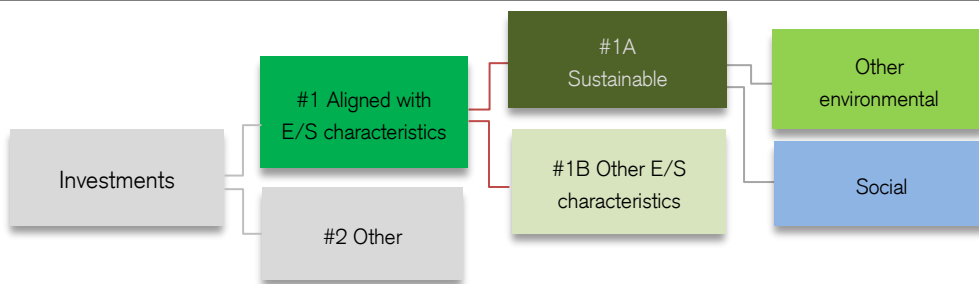 Investments
#1 Aligned with
E/S characteristics
#2 Other
#1A
Sustainable
#1B Other E/S
characteristics
Other
environmental
Social